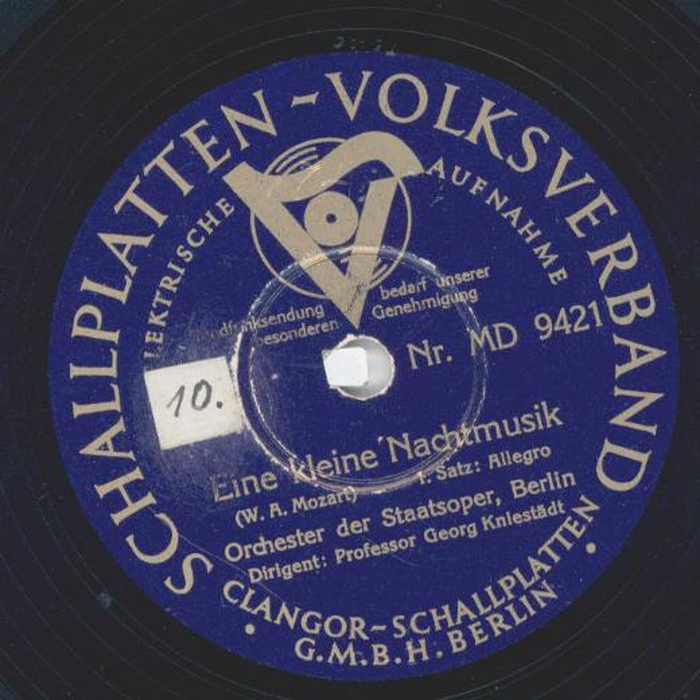 SCHALLPLATTEN~VOLKSVERBAND
ELEKTRISCHE AUFNAHME
bedarf unserer
besonderen Genehmigung
Nr. MD 9421
10.
Eine kleine Nachtmusik
(W. A. Mozart) 1. Satz: Allegro
Orchester der Staatsoper, Berlin
Dirigent: Professor Georg Kniestädt
• CLANGOR~SCHALLPLATTEN •
G.M.B.H. BERLIN